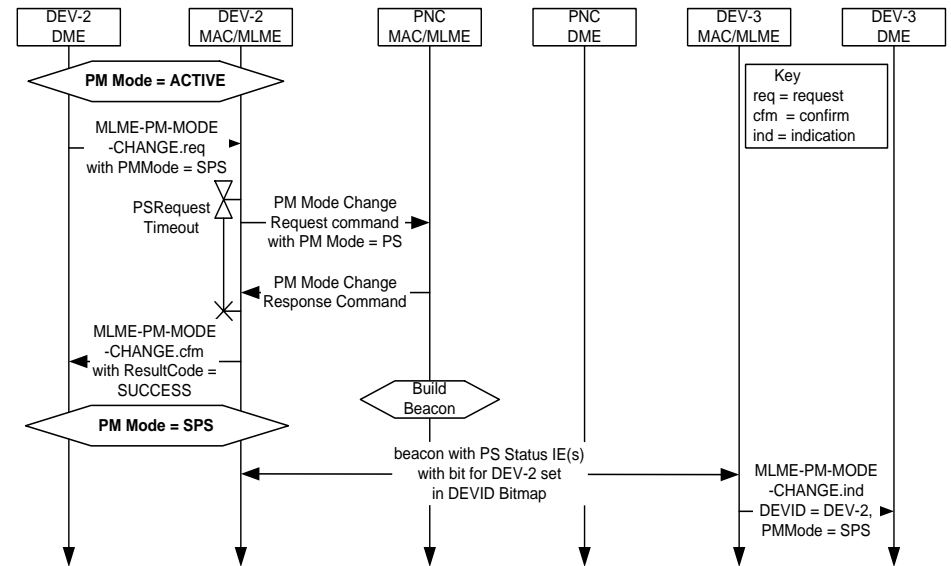 DEV-2
DME
DEV-2
MAC/MLME
PNC
MAC/MLME
PNC
DME
DEV-3
MAC/MLME
DEV-3
DME
PM Mode = ACTIVE
Key
req = request
cfm = confirm
ind = indication
MLME-PM-MODE
-CHANGE.req
with PMMode = SPS
PSRequest
Timeout
PM Mode Change
Request command
with PM Mode = PS
PM Mode Change
Response Command
MLME-PM-MODE
-CHANGE.cfm
with ResultCode =
SUCCESS
Build
Beacon
PM Mode = SPS
beacon with PS Status IE(s)
with bit for DEV-2 set
in DEVID Bitmap
MLME-PM-MODE
-CHANGE.ind
DEVID = DEV-2,
PMMode = SPS